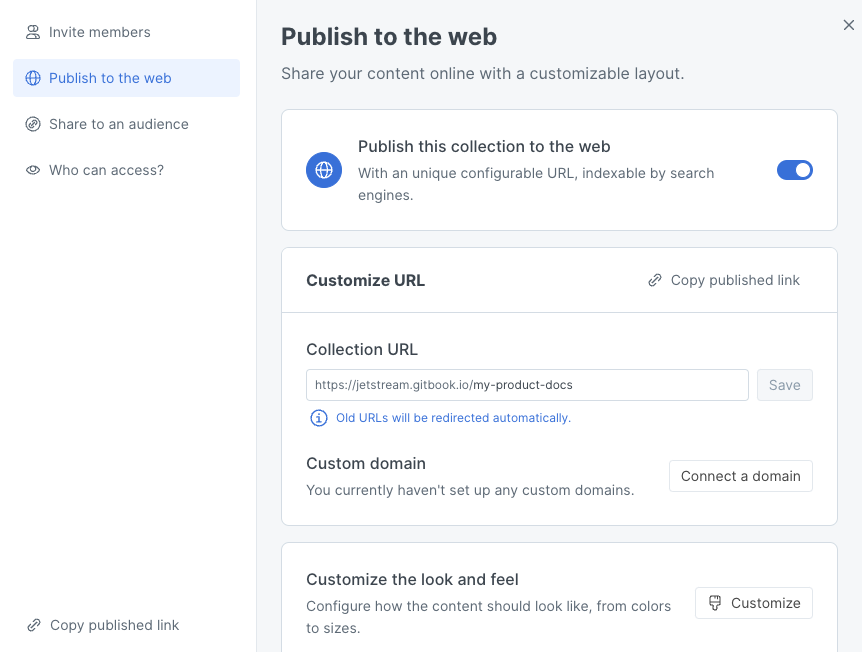 Invite members
Publish to the web
Share to an audience
Who can access?
Copy published link
Publish to the web
Share your content online with a customizable layout.
Publish this collection to the web
With an unique configurable URL, indexable by search
engines.
Customize URL
Copy published link
Collection URL
https://jetstream.gitbook.io/my-product-docs
Save
Old URLs will be redirected automatically.
Custom domain
You currently haven't set up any custom domains.
Connect a domain
Customize the look and feel
Configure how the content should look like, from colors
to sizes.
Customize